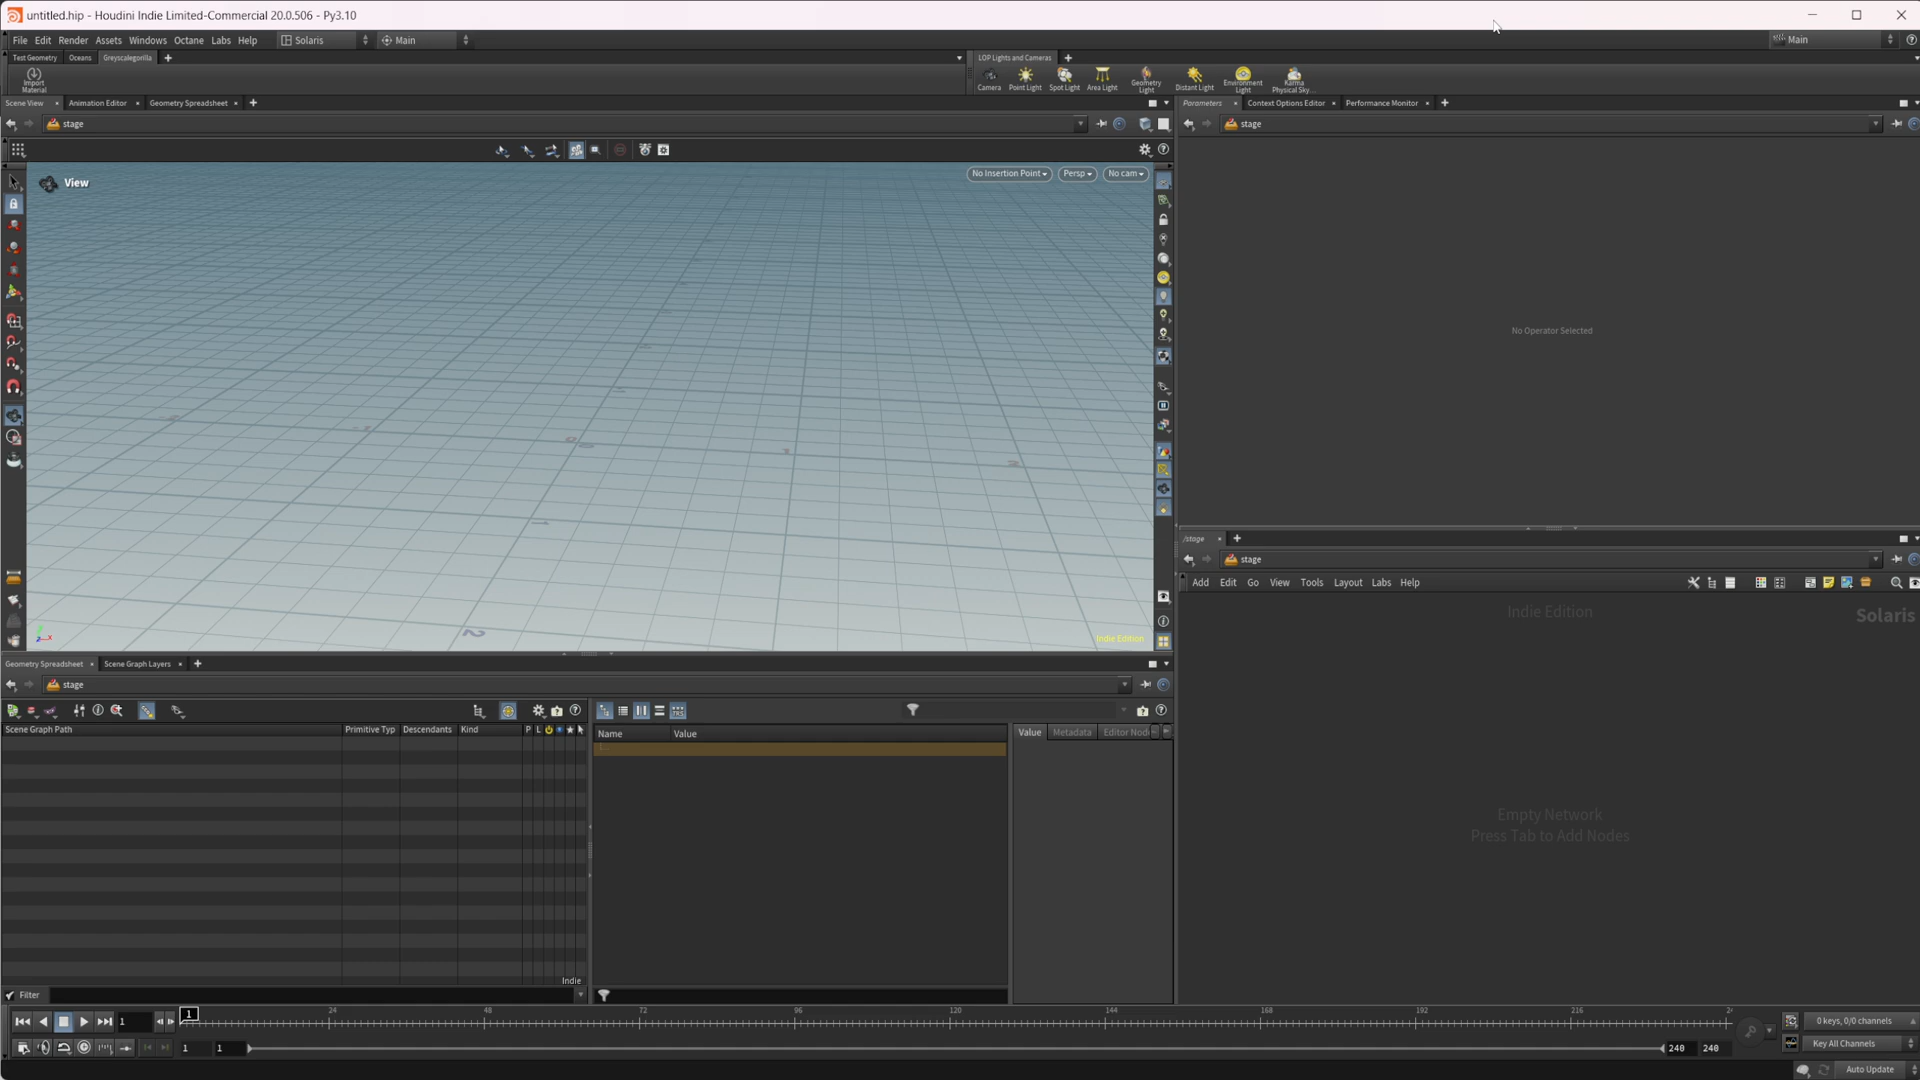 untitled.hip - Houdini Indie Limited-Commercial 20.0.506 - Py3.10
File Edit Render Assets Windows Octane Labs Help Solaris Main Main
Test Geometry Oceans Greyscalegorilla
LOP Lights and Cameras
Import
Material
Camera Point Light Spot Light Area Light Geometry
Light Distant Light Environment
Light Karma
Physical Sky...
Scene View Animation Editor Geometry Spreadsheet
Parameters Context Options Editor Performance Monitor
stage
stage
View
No Insertion Point Persp No cam
No Operator Selected
Indie Edition
/stage
stage
Add Edit Go View Tools Layout Labs Help
Indie Edition
Solaris
Empty Network
Press Tab to Add Nodes
Geometry Spreadsheet Scene Graph Layers
stage
Scene Graph Path Primitive Typ Descendants Kind P L
Name Value
Value Metadata Editor Nod
Indie
Filter
1 1 24 48 72 96 120 144 168 192 216 24
0 keys, 0/0 channels
1 1 240 240
Key All Channels
Auto Update